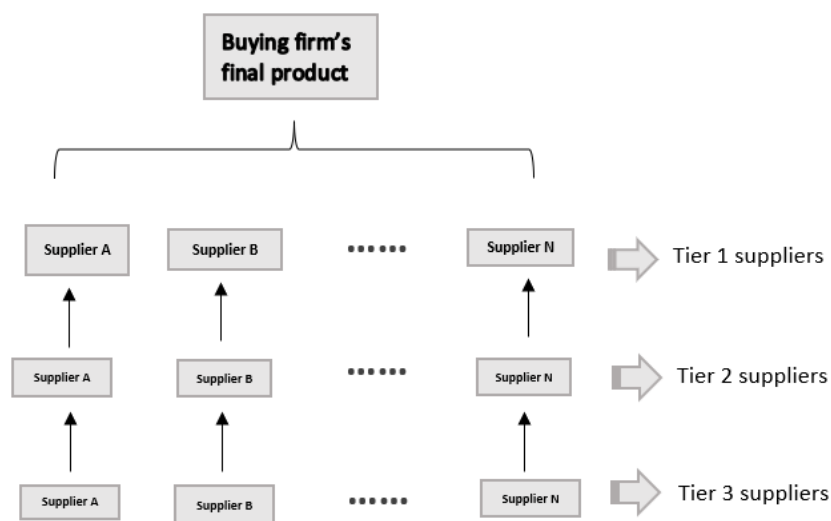 Buying firm's
final product
Supplier A
Supplier B
......
Supplier N
Tier 1 suppliers
Supplier A
Supplier B
......
Supplier N
Tier 2 suppliers
Supplier A
Supplier B
......
Supplier N
Tier 3 suppliers